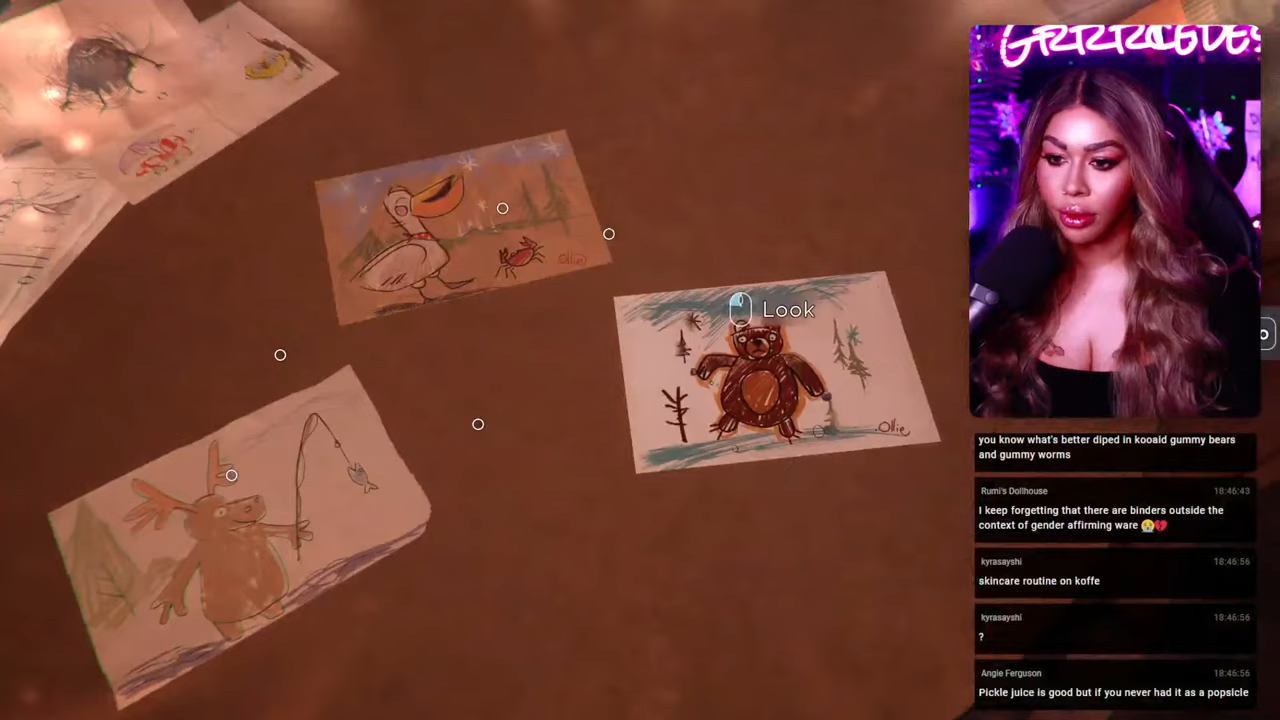 GRRRCEDES
Look
Ollie
Ollie
you know what's better diped in kooaid gummy bears
and gummy worms
Rumi's Dollhouse 18:46:43
I keep forgetting that there are binders outside the
context of gender affirming ware 😭💔
kyrasayshi 18:46:56
skincare routine on koffe
kyrasayshi 18:46:56
?
Angie Ferguson 18:46:56
Pickle juice is good but if you never had it as a popsicle